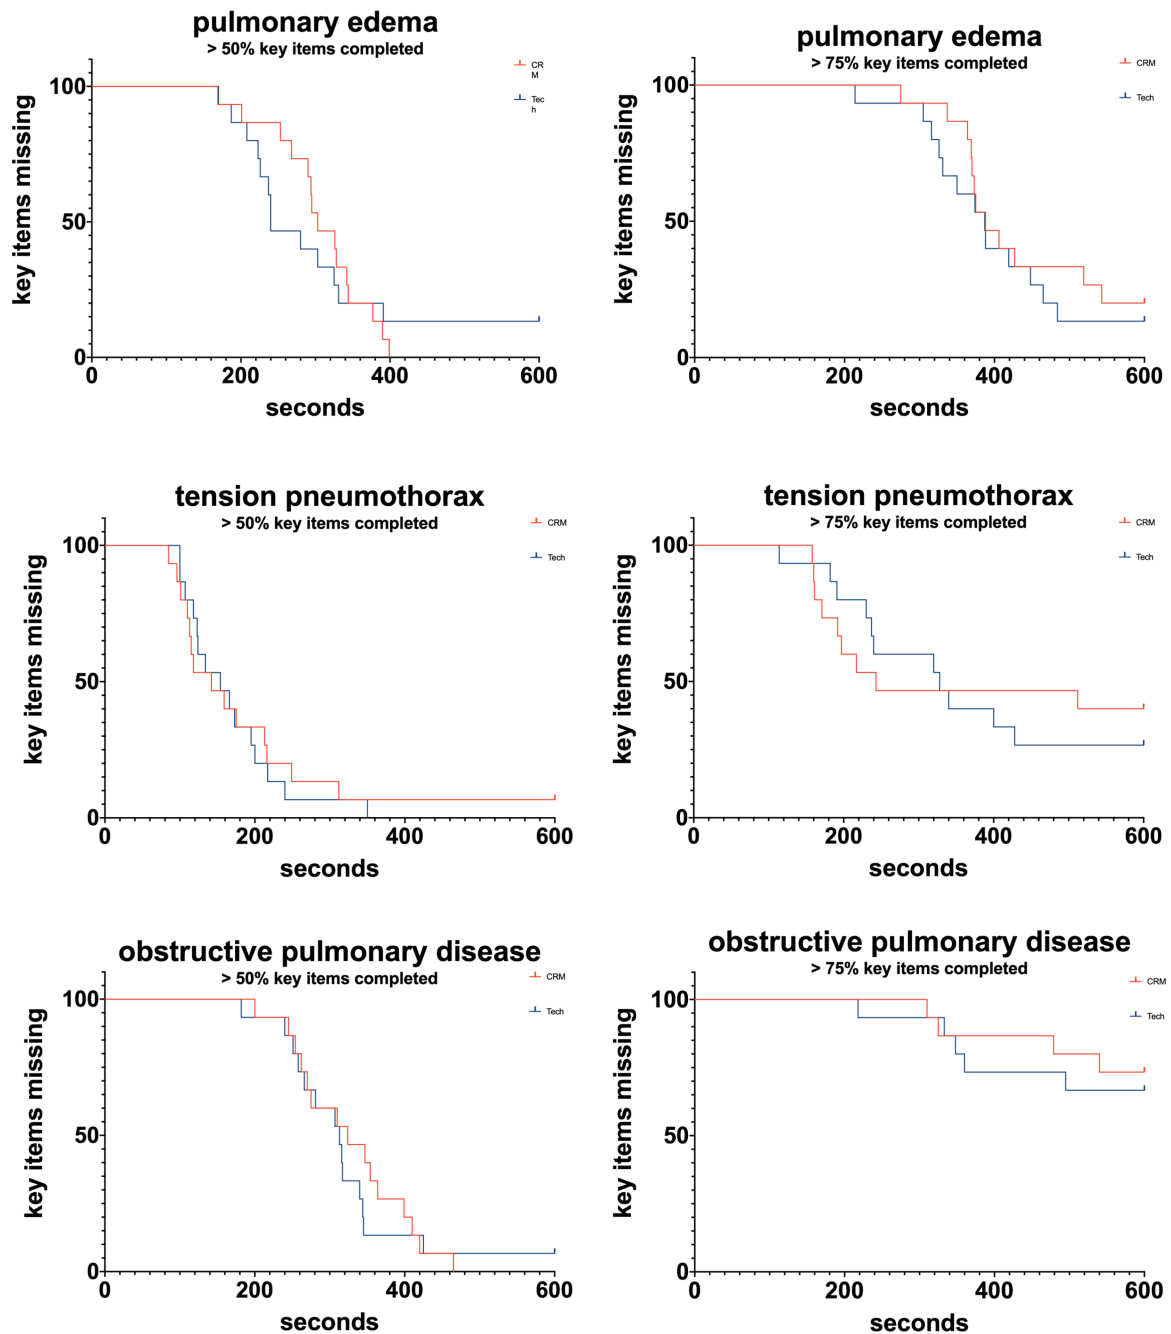 pulmonary edema
> 50% key items completed
CR
M
Tec
h
key items missing
100
50
0
0 200 400 600
seconds
pulmonary edema
> 75% key items completed
CRM
Tech
key items missing
100
50
0
0 200 400 600
seconds
tension pneumothorax
> 50% key items completed
CRM
Tech
key items missing
100
50
0
0 200 400 600
seconds
tension pneumothorax
> 75% key items completed
CRM
Tech
key items missing
100
50
0
0 200 400 600
seconds
obstructive pulmonary disease
> 50% key items completed
CRM
Tech
key items missing
100
50
0
0 200 400 600
seconds
obstructive pulmonary disease
> 75% key items completed
CRM
Tech
key items missing
100
50
0
0 200 400 600
seconds